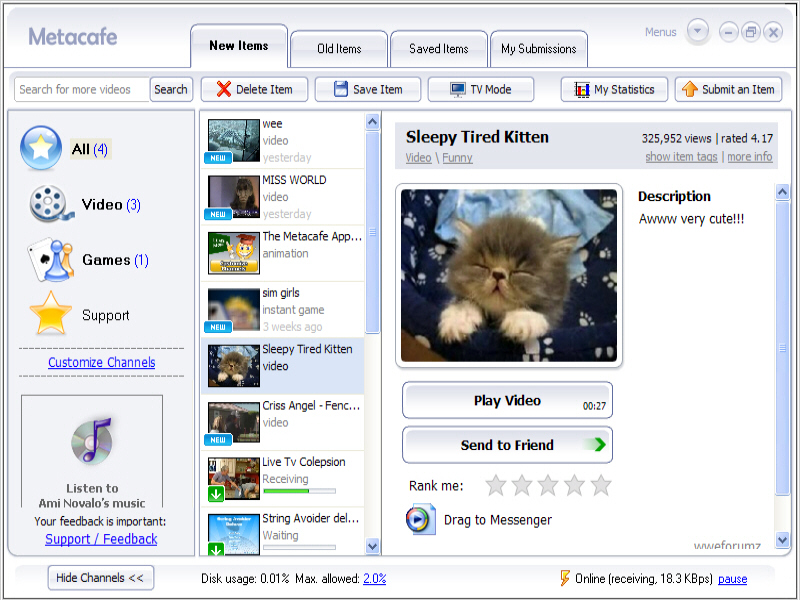 Metacafe
New Items
Old Items
Saved Items
My Submissions
Menus
Search for more videos
Search
Delete Item
Save Item
TV Mode
My Statistics
Submit an Item
All (4)
Video (3)
Games (1)
Support
Customize Channels
Listen to
Ami Novalo's music
Your feedback is important:
Support / Feedback
wee
video
yesterday
NEW
MISS WORLD
video
yesterday
NEW
The Metacafe App...
animation
Customize
Channels
sim girls
instant game
3 weeks ago
NEW
Sleepy Tired Kitten
video
Criss Angel - Fenc...
video
NEW
Live Tv Colepsion
Receiving
String Avoider del...
Waiting
Sleepy Tired Kitten
325,952 views | rated 4.17
Video \ Funny
show item tags | more info
Description
Awww very cute!!!
Play Video
00:27
Send to Friend
Rank me:
Drag to Messenger
wweforumz
Hide Channels <<
Disk usage: 0.01% Max. allowed: 2.0%
Online (receiving, 18.3 KBps) pause